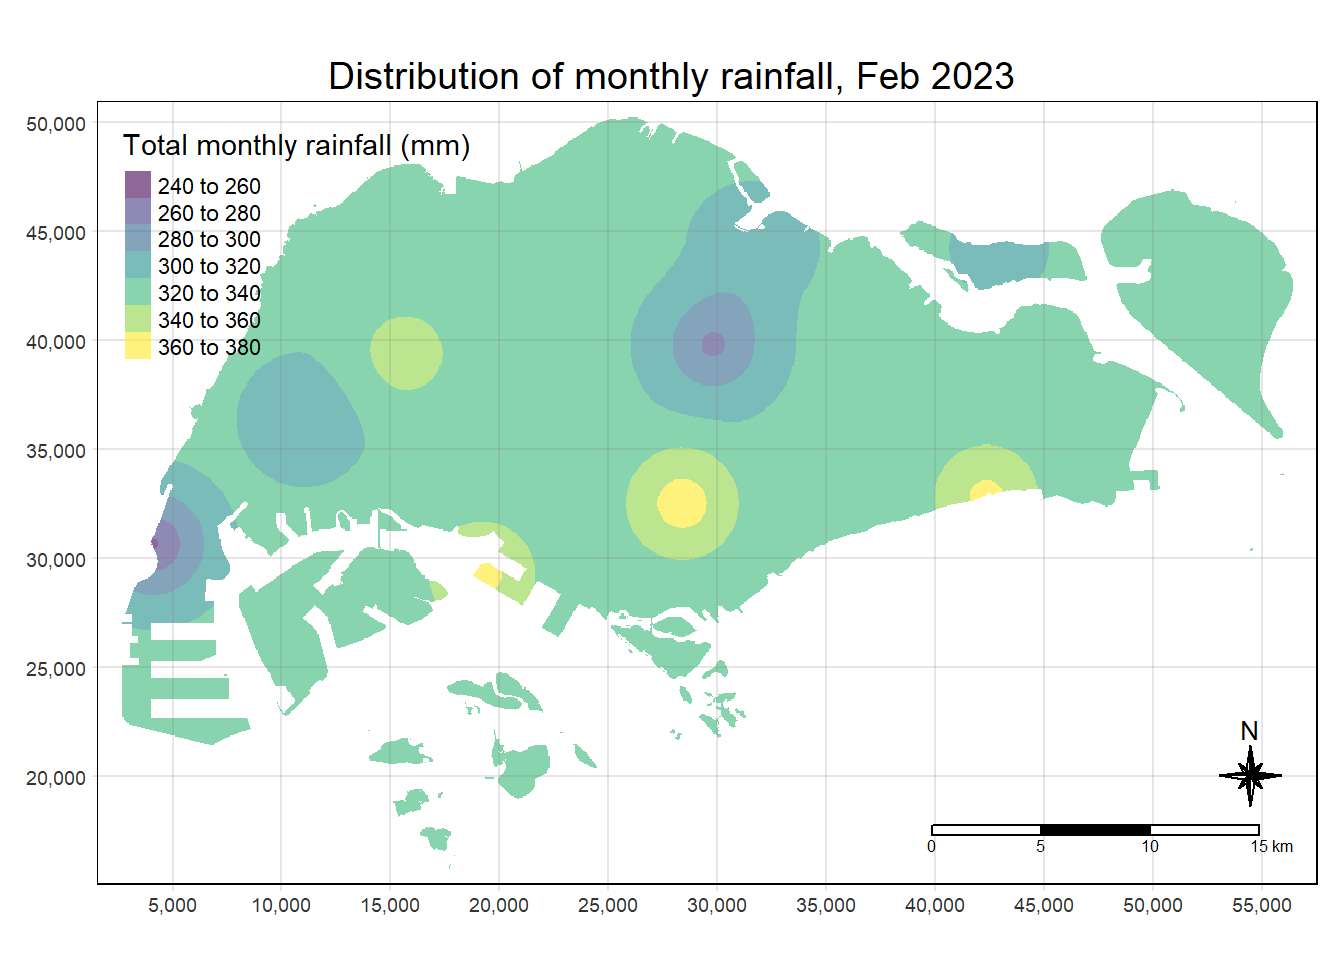 Distribution of monthly rainfall, Feb 2023
Total monthly rainfall (mm)
240 to 260
260 to 280
280 to 300
300 to 320
320 to 340
340 to 360
360 to 380
50,000
45,000
40,000
35,000
30,000
25,000
20,000
N
0 5 10 15 km
5,000 10,000 15,000 20,000 25,000 30,000 35,000 40,000 45,000 50,000 55,000